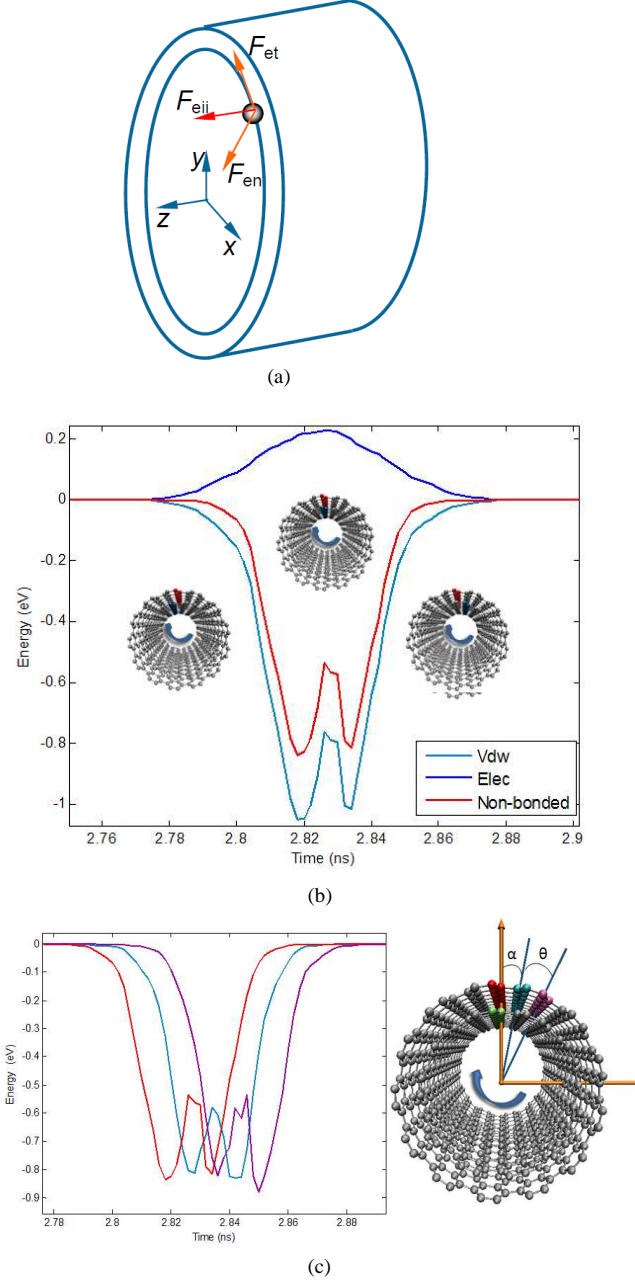 F_et
F_eii
F_en
y
z
x
(a)
0.2
0
-0.2
-0.4
-0.6
-0.8
-1
Energy (eV)
Vdw
Elec
Non-bonded
2.76 2.78 2.8 2.82 2.84 2.86 2.88 2.9
Time (ns)
(b)
0
-0.1
-0.2
-0.3
-0.4
-0.5
-0.6
-0.7
-0.8
-0.9
Energy (eV)
2.78 2.8 2.82 2.84 2.86 2.88
Time (ns)
α θ
(c)